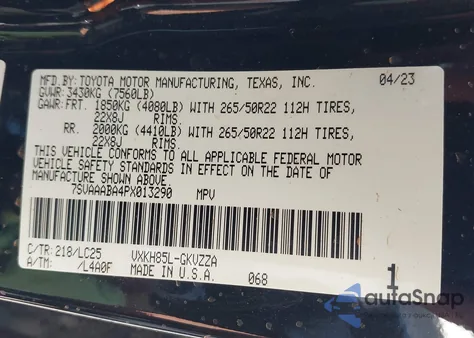 MFD.BY:TOYOTA MOTOR MANUFACTURING, TEXAS, INC. 04/23
GVWR:3430KG (7560LB)
GAWR:FRT. 1850KG (4080LB) WITH 265/50R22 112H TIRES,
22X8J RIMS.
RR. 2000KG (4410LB) WITH 265/50R22 112H TIRES,
22X8J RIMS.
THIS VEHICLE CONFORMS TO ALL APPLICABLE FEDERAL MOTOR
VEHICLE SAFETY STANDARDS IN EFFECT ON THE DATE OF
MANUFACTURE SHOWN ABOVE.
7SVAAABA4PX013290 MPV
C/TR:218/LC25 VXKH85L-GKVZZA
A/TM: /L4A0F MADE IN U.S.A. 068
1
autoSnap